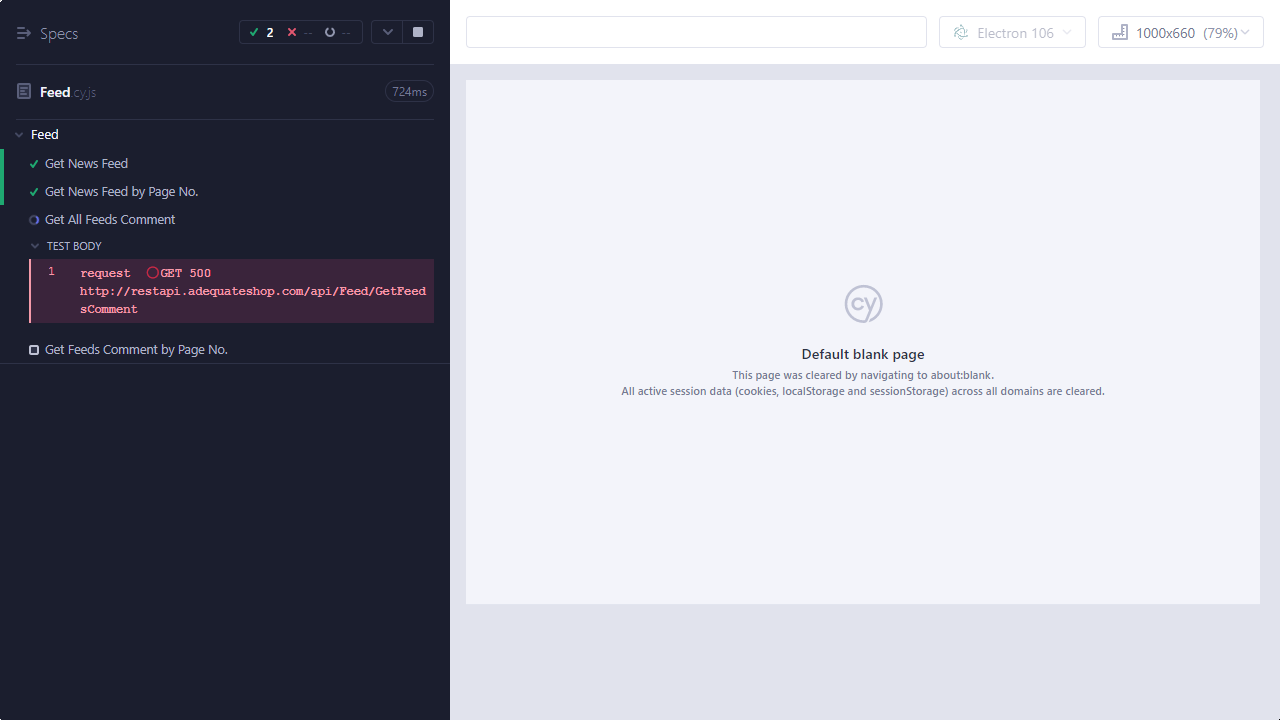 Specs
2
--
--
Electron 106
1000x660 (79%)
Feed.cy.js
724ms
Feed
Get News Feed
Get News Feed by Page No.
Get All Feeds Comment
TEST BODY
1 request GET 500
http://restapi.adequateshop.com/api/Feed/GetFeed
sComment
Get Feeds Comment by Page No.
cy
Default blank page
This page was cleared by navigating to about:blank.
All active session data (cookies, localStorage and sessionStorage) across all domains are cleared.